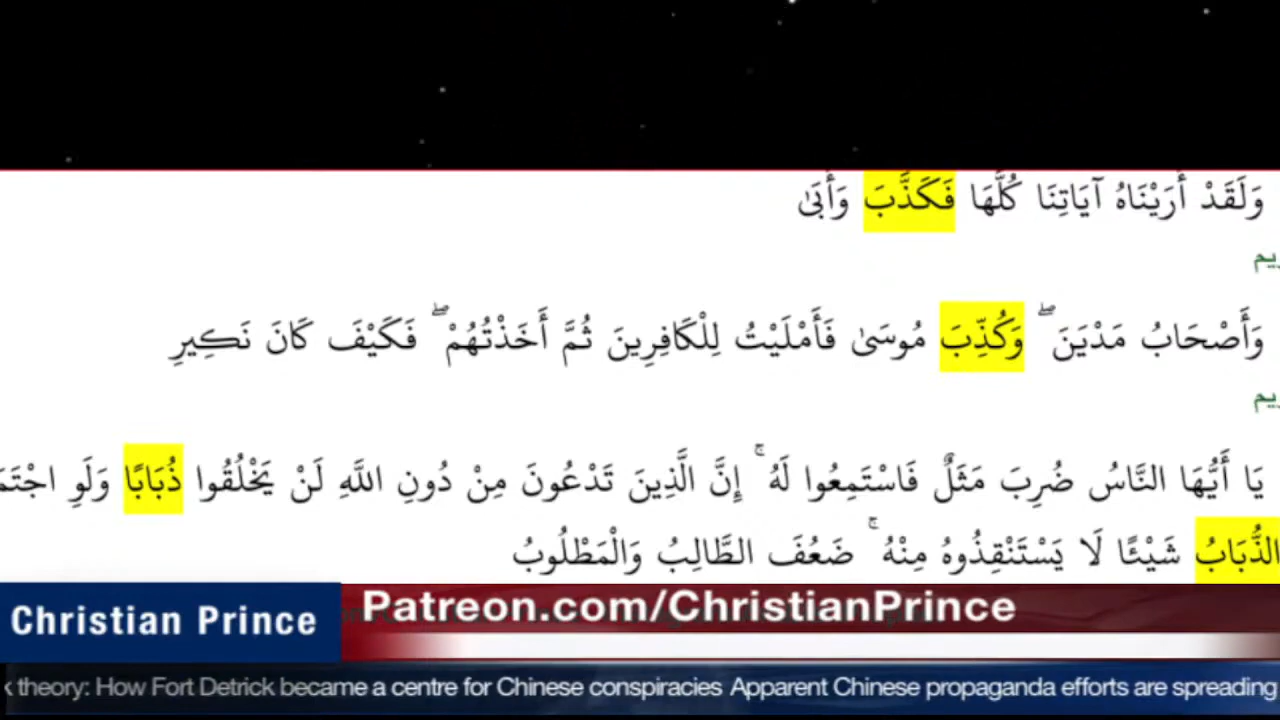 وَلَقَدْ أَرَيْنَاهُ آيَاتِنَا كُلَّهَا فَكَذَّبَ وَأَبَىٰ
وَأَصْحَابُ مَدْيَنَ ۖ وَكُذِّبَ مُوسَىٰ فَأَمْلَيْتُ لِلْكَافِرِينَ ثُمَّ أَخَذْتُهُمْ ۖ فَكَيْفَ كَانَ نَكِيرِ
يَا أَيُّهَا النَّاسُ ضُرِبَ مَثَلٌ فَاسْتَمِعُوا لَهُ ۚ إِنَّ الَّذِينَ تَدْعُونَ مِنْ دُونِ اللَّهِ لَنْ يَخْلُقُوا ذُبَابًا وَلَوِ
الذُّبَابُ شَيْئًا لَا يَسْتَنْقِذُوهُ مِنْهُ ۚ ضَعُفَ الطَّالِبُ وَالْمَطْلُوبُ
Patreon.com/ChristianPrince
Christian Prince
theory: How Fort Detrick became a centre for Chinese conspiracies Apparent Chinese propaganda efforts are spreading